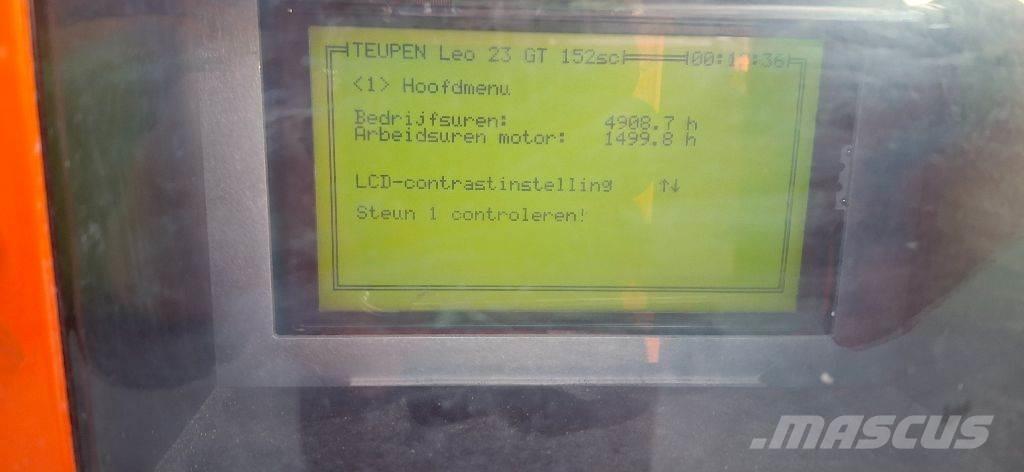 TEUPEN Leo 23 GT 152sc
<1> Hoofdmenu
Bedrijfsuren: 4908.7 h
Arbeidsuren motor: 1499.8 h
LCD-contrastinstelling ↑↓
Steun 1 controleren!
.MASCUS